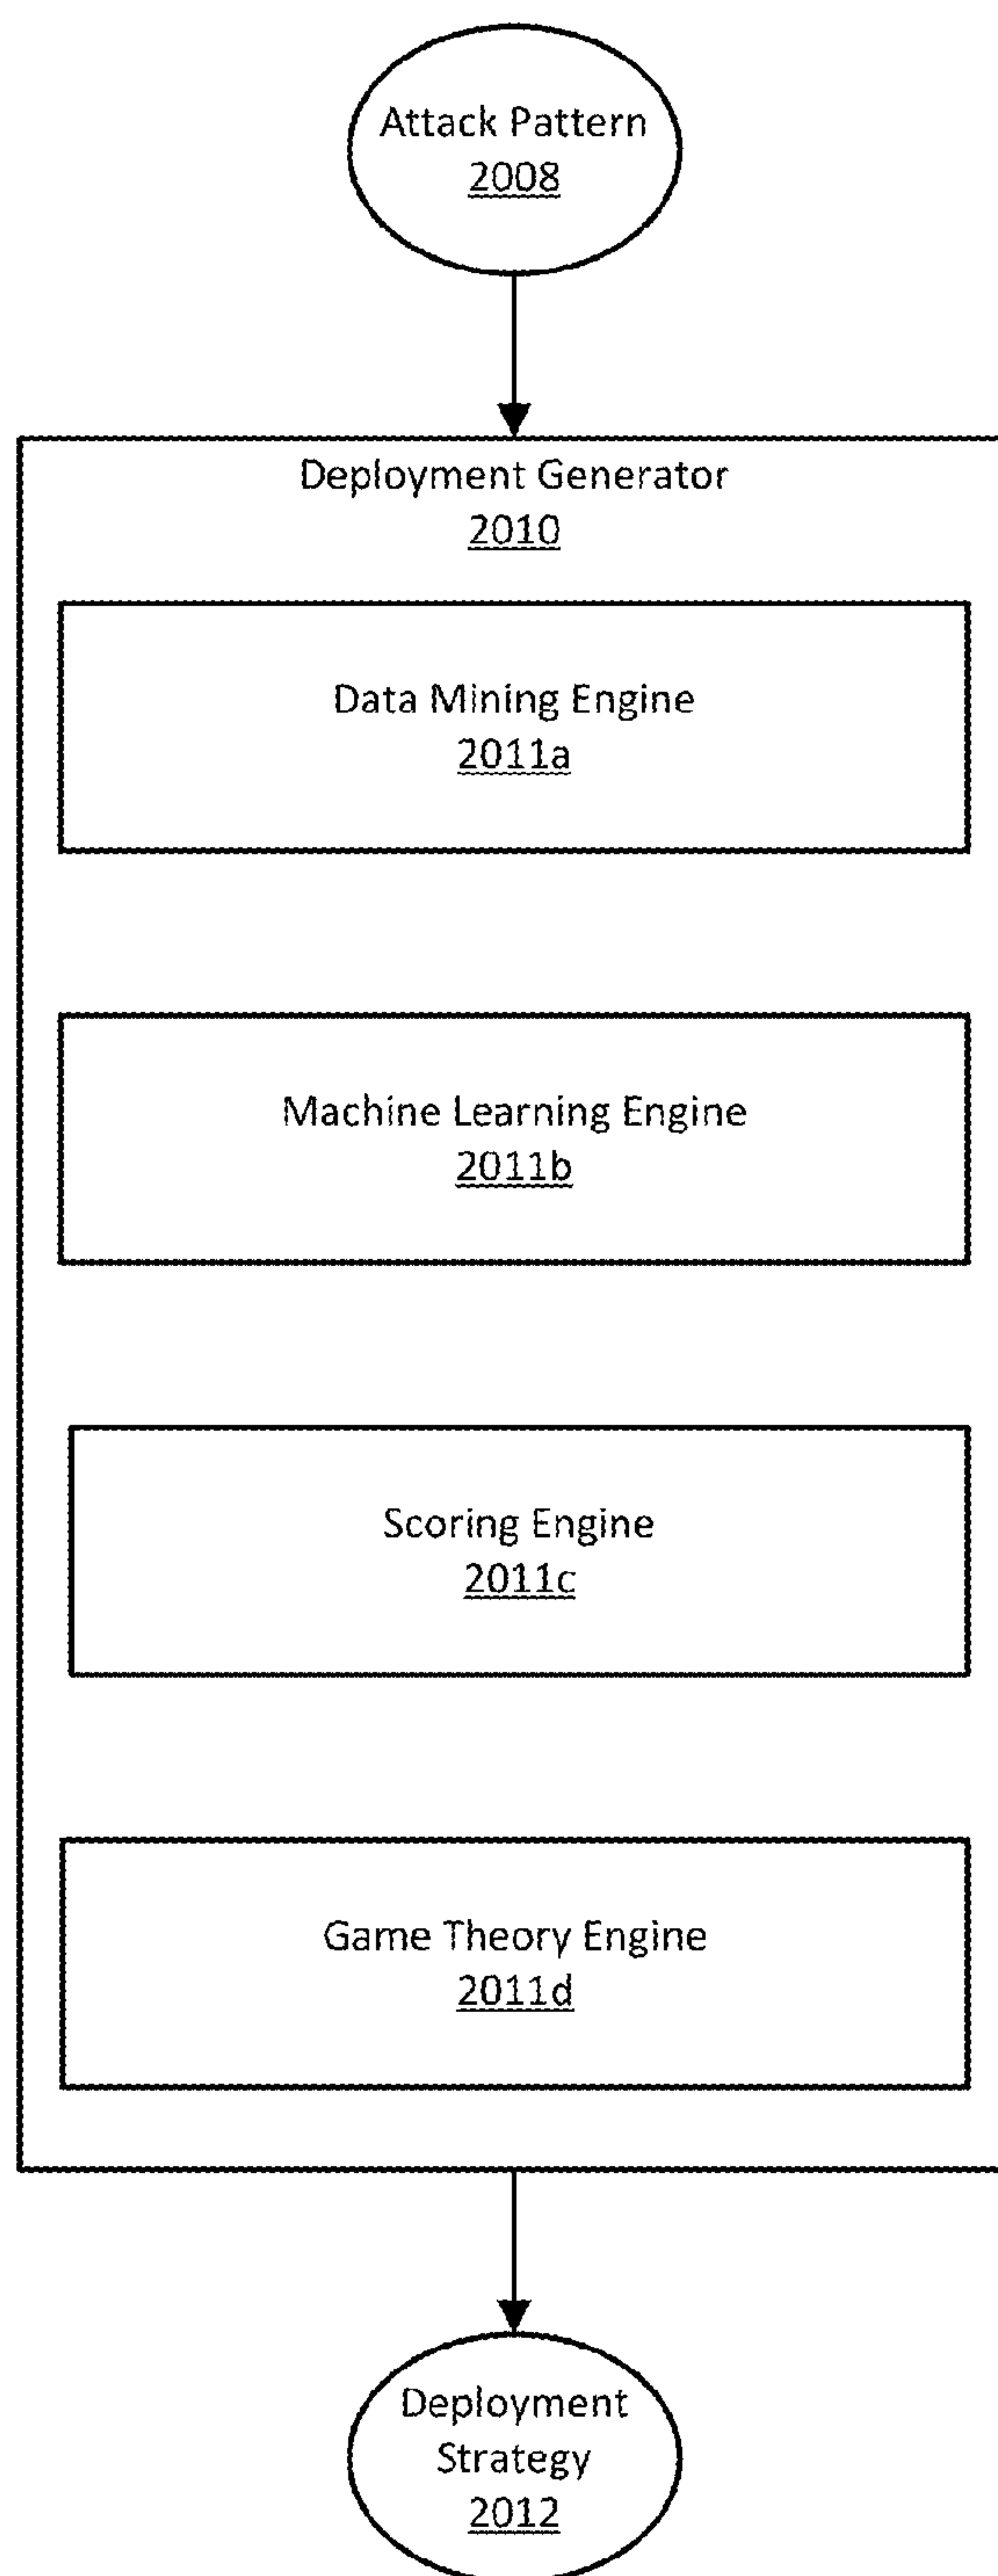 Attack Pattern
2008
Deployment Generator
2010
Data Mining Engine
2011a
Machine Learning Engine
2011b
Scoring Engine
2011c
Game Theory Engine
2011d
Deployment
Strategy
2012